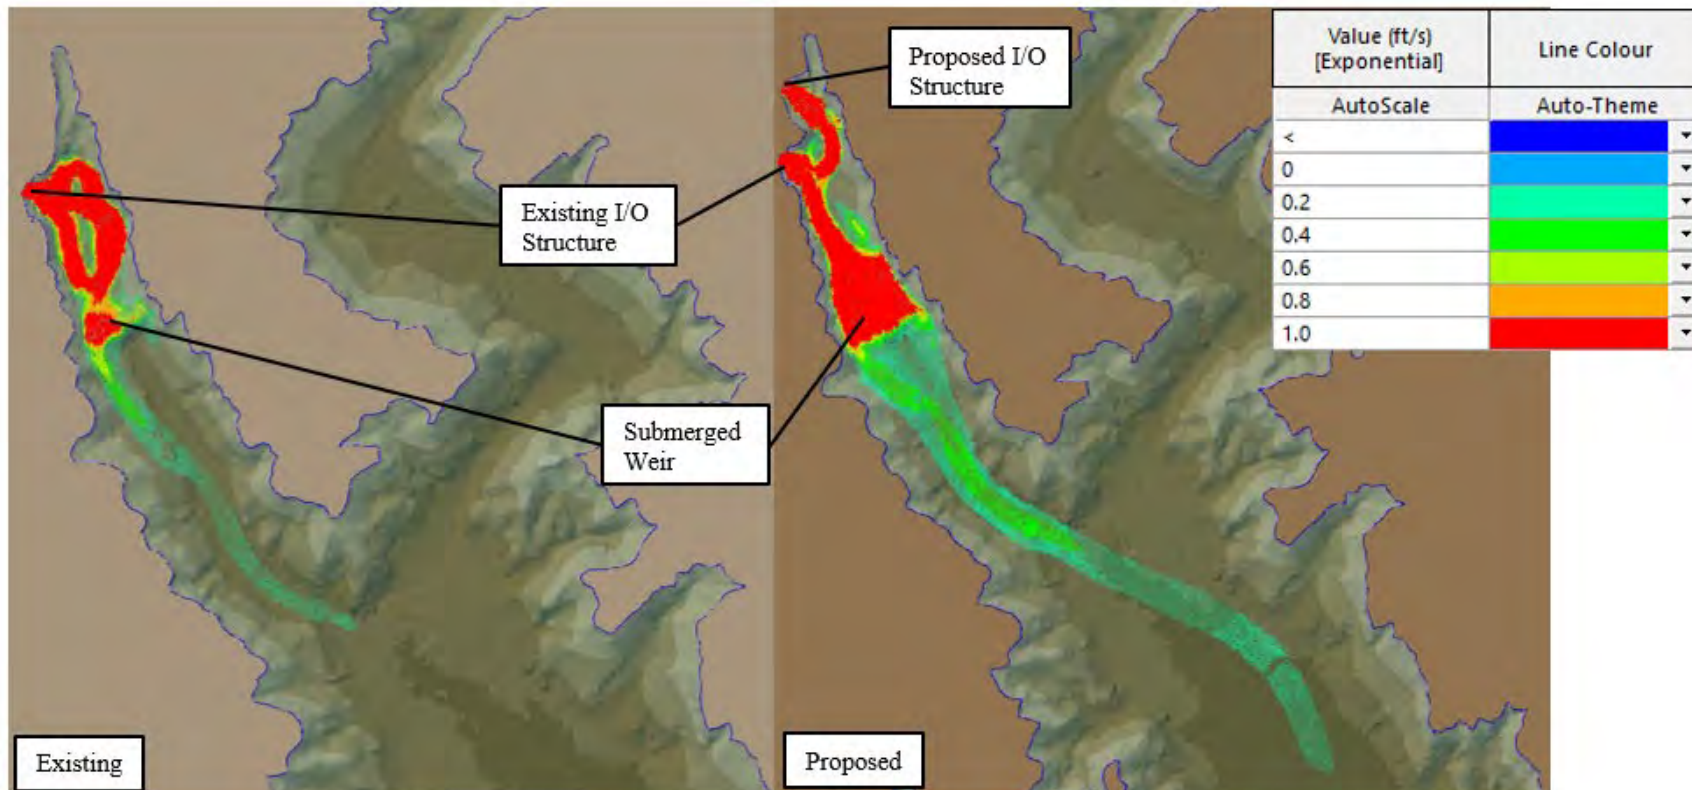 Proposed I/O
Structure
Existing I/O
Structure
Submerged
Weir
Existing
Proposed
Value (ft/s)
[Exponential]
Line Colour
AutoScale
Auto-Theme
<
0
0.2
0.4
0.6
0.8
1.0